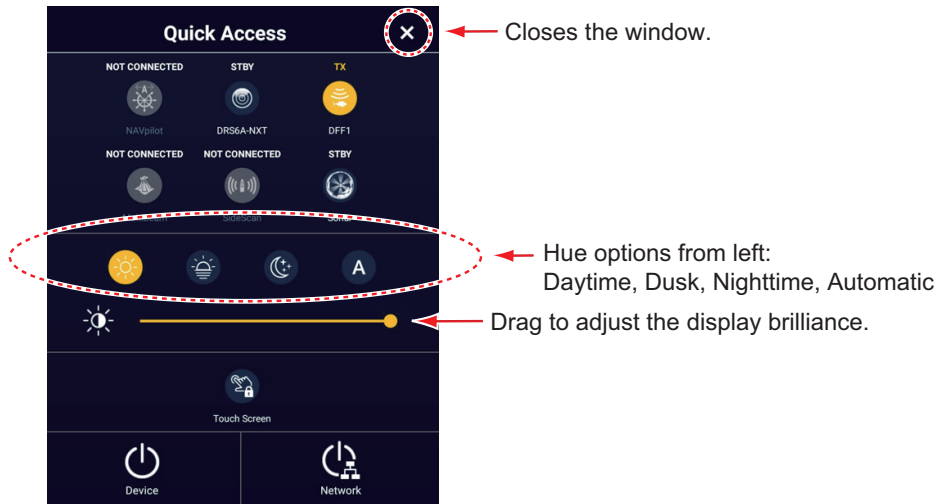 Quick Access
Closes the window.
NOT CONNECTED STBY TX
A
NAVpilot DRS6A-NXT DFF1
NOT CONNECTED NOT CONNECTED STBY
SideScan
Hue options from left:
Daytime, Dusk, Nighttime, Automatic
A
Drag to adjust the display brilliance.
Touch Screen
Device Network